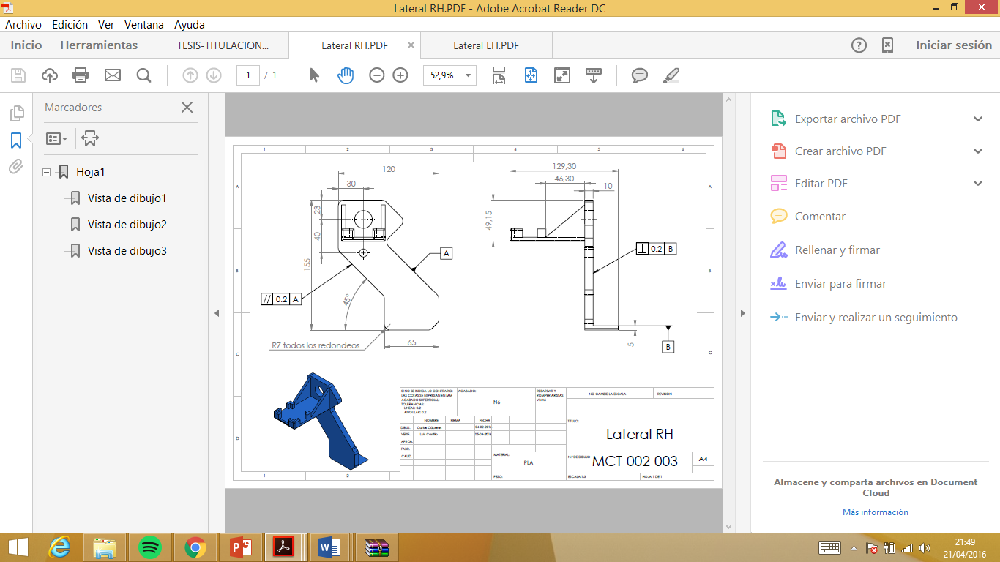 Lateral RH.PDF - Adobe Acrobat Reader DC
Archivo Edición Ver Ventana Ayuda
Inicio Herramientas TESIS-TITULACION... Lateral RH.PDF × Lateral LH.PDF Iniciar sesión
1 / 1 52,9%
Marcadores
Hoja1
Vista de dibujo1
Vista de dibujo2
Vista de dibujo3
1 2 3 4 5 6
A
B
C
D
120
30
23
40
155
45°
// 0.2 A
A
R7 todos los redondeos
65
129,30
46,30
10
49,15
⊥ 0.2 B
5
B
A
B
C
1 2
SI NO SE INDICA LO CONTRARIO:
LAS COTAS SE EXPRESAN EN MM
ACABADO SUPERFICIAL:
TOLERANCIAS:
LINEAL: 0.2
ANGULAR: 0.2
ACABADO:
N6
REBARBAR Y
ROMPER ARISTAS
VIVAS
NO CAMBIE LA ESCALA
REVISIÓN
NOMBRE FIRMA FECHA
DIBUJ. Carlos Cáceres 04-02-2016
VERIF. Luis Castillo 05-04-2016
APROB.
FABR.
CALID.
TÍTULO:
Lateral RH
MATERIAL:
PLA
N.º DE DIBUJO
MCT-002-003
A4
PESO:
ESCALA:1:3
HOJA 1 DE 1
Exportar archivo PDF
Crear archivo PDF
Editar PDF
Comentar
Rellenar y firmar
Enviar para firmar
Enviar y realizar un seguimiento
Almacene y comparta archivos en Document
Cloud
Más información
21:49
21/04/2016